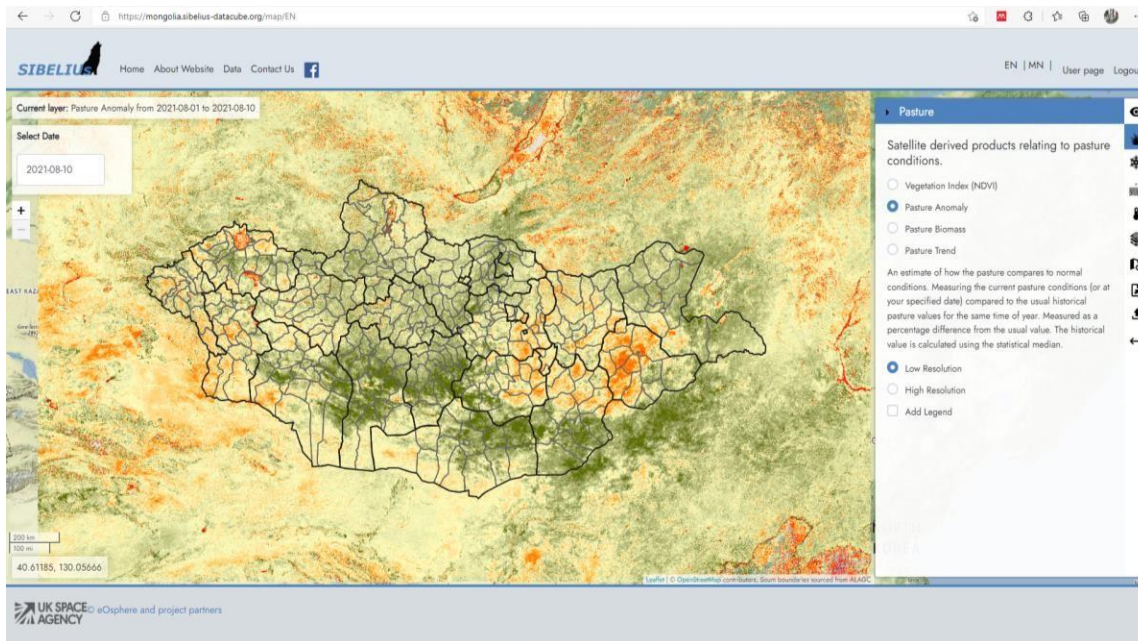 https://mongolia.sibelius-datacube.org/map/EN
SIBELIUS
Home About Website Data Contact Us
EN | MN | User page Logou
Current layer: Pasture Anomaly from 2021-08-01 to 2021-08-10
Select Date
2021-08-10
+
−
EAST KAZA
200 km
100 mi
40.61185, 130.05666
Pasture
Satellite derived products relating to pasture
conditions.
Vegetation Index (NDVI)
Pasture Anomaly
Pasture Biomass
Pasture Trend
An estimate of how the pasture compares to normal
conditions. Measuring the current pasture conditions (or at
your specified date) compared to the usual historical
pasture values for the same time of year. Measured as a
percentage difference from the usual value. The historical
value is calculated using the statistical median.
Low Resolution
High Resolution
Add Legend
Leaflet | © OpenStreetMap contributors, Soum boundaries sourced from ALAGC
UK SPACE
AGENCY
© eOsphere and project partners